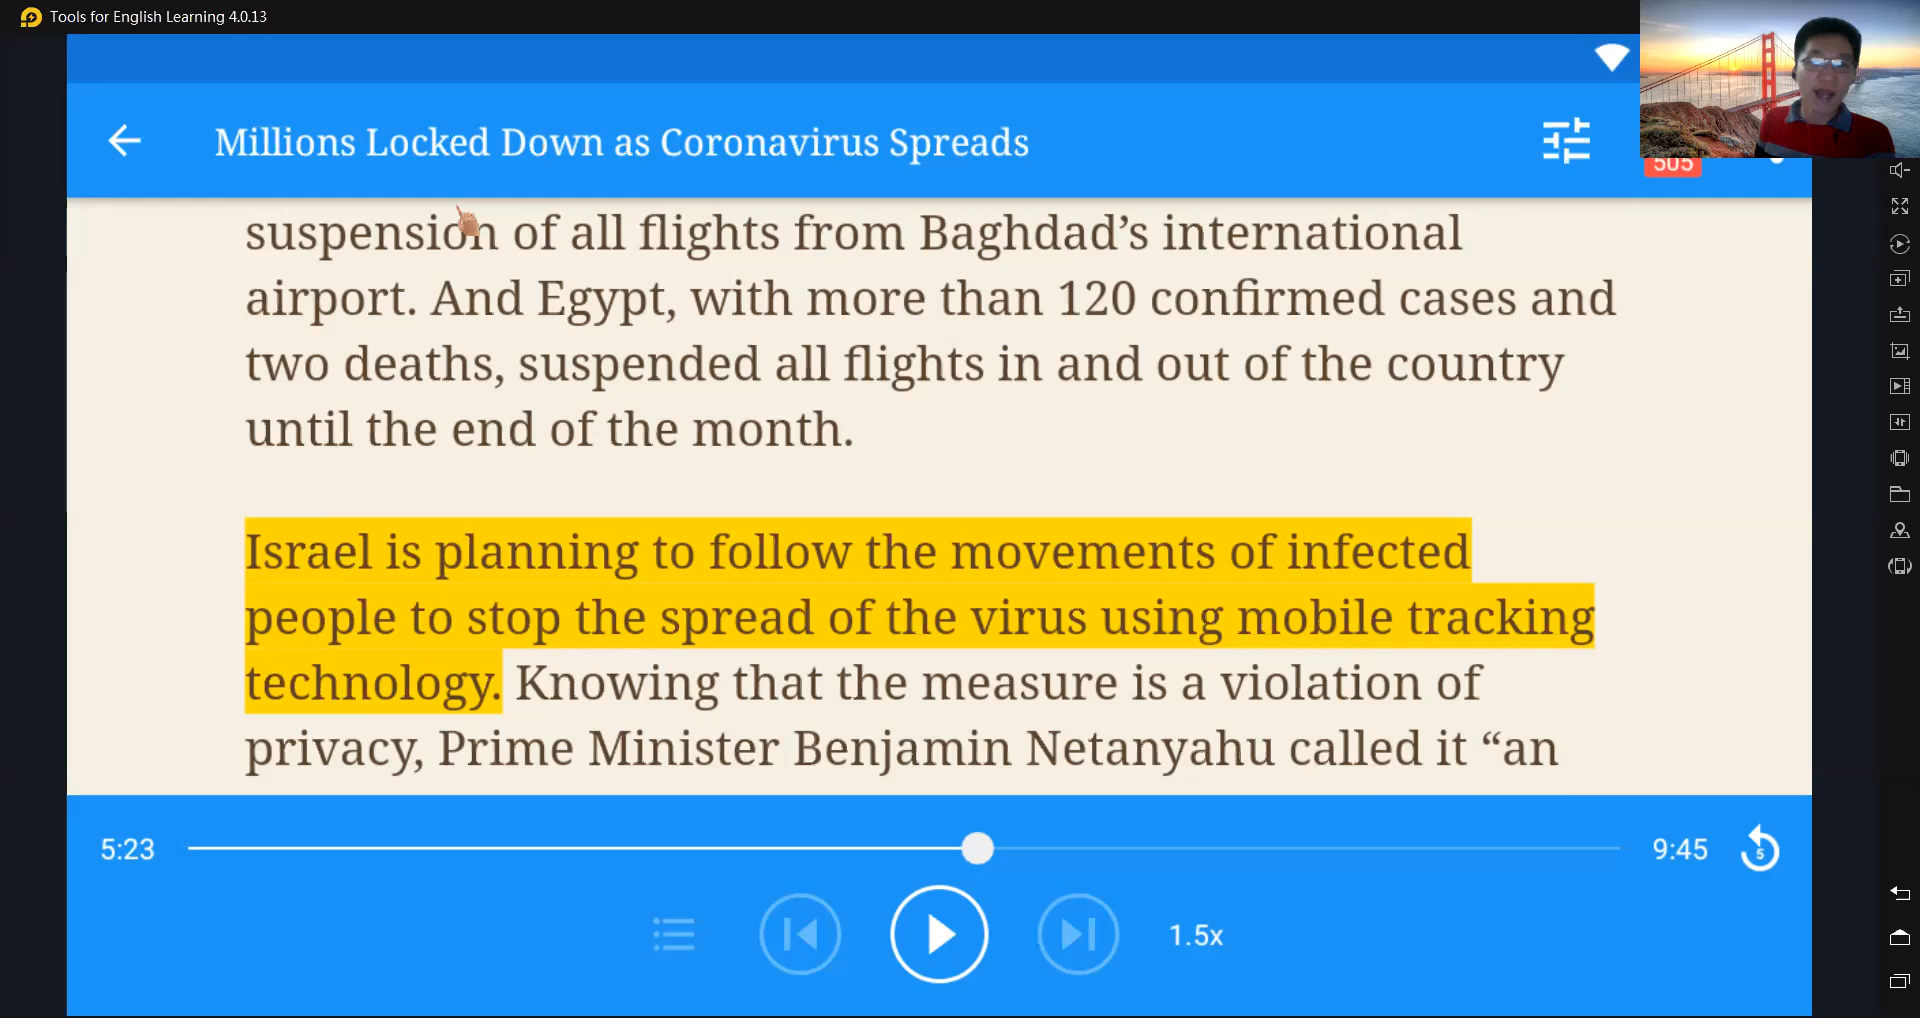 Tools for English Learning 4.0.13
Millions Locked Down as Coronavirus Spreads
505
suspension of all flights from Baghdad’s international
airport. And Egypt, with more than 120 confirmed cases and
two deaths, suspended all flights in and out of the country
until the end of the month.
Israel is planning to follow the movements of infected
people to stop the spread of the virus using mobile tracking
technology. Knowing that the measure is a violation of
privacy, Prime Minister Benjamin Netanyahu called it “an
5:23
9:45
5
1.5x